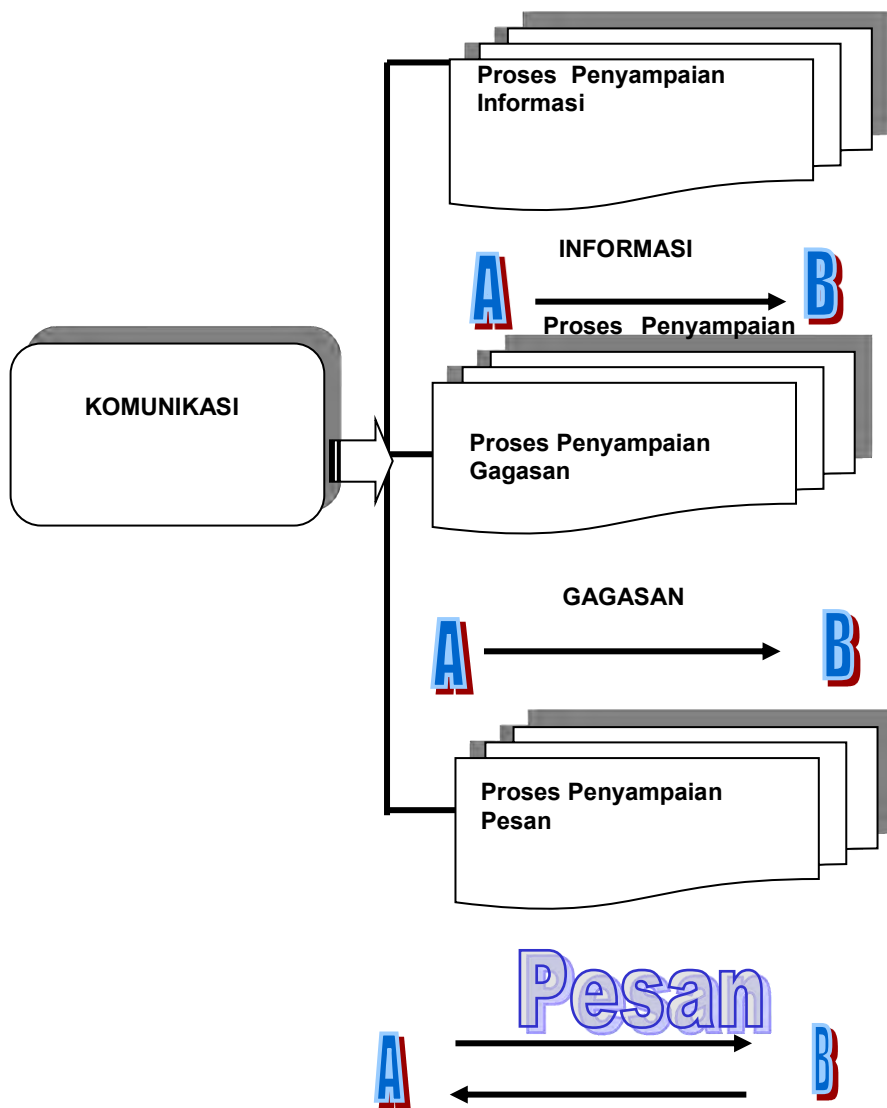 Proses Penyampaian
Informasi
INFORMASI
A B
Proses Penyampaian
KOMUNIKASI
Proses Penyampaian
Gagasan
GAGASAN
A B
Proses Penyampaian
Pesan
Pesan
A B